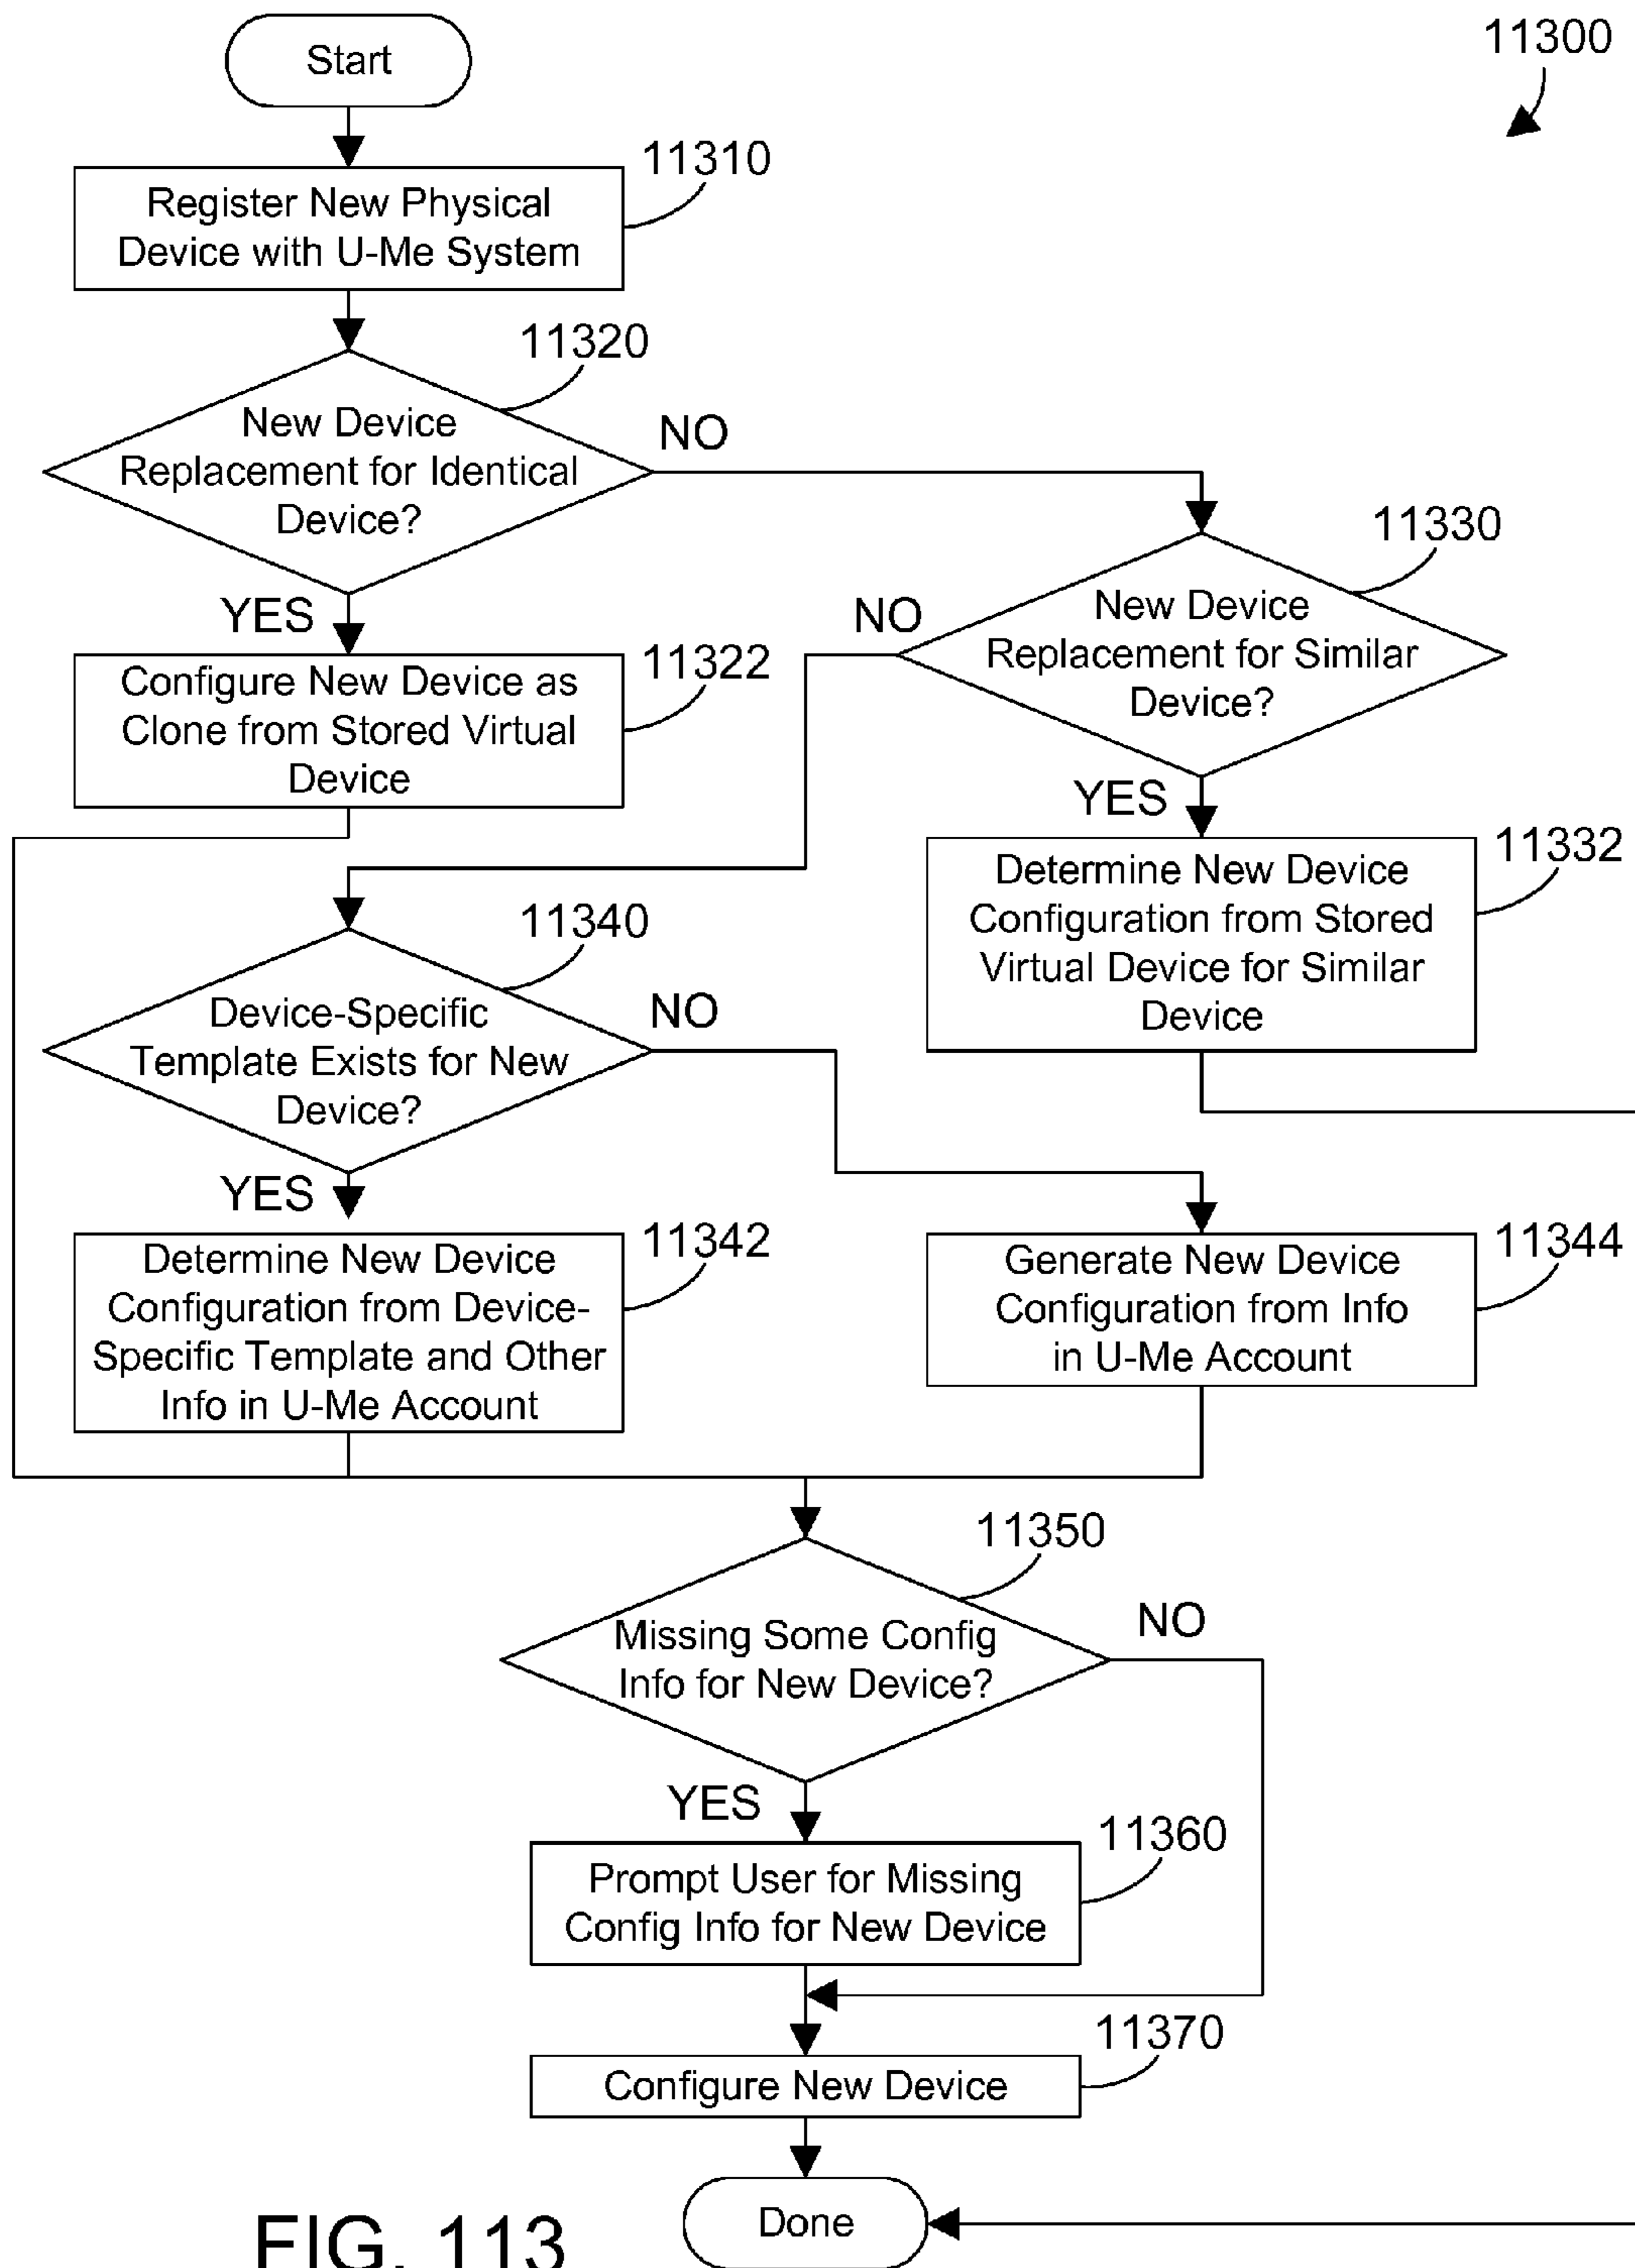 Start
11300
11310
Register New Physical
Device with U-Me System
11320
New Device
Replacement for Identical
Device?
NO
YES
11330
New Device
Replacement for Similar
Device?
NO
YES
11322
Configure New Device as
Clone from Stored Virtual
Device
11332
Determine New Device
Configuration from Stored
Virtual Device for Similar
Device
11340
Device-Specific
Template Exists for New
Device?
NO
YES
11342
Determine New Device
Configuration from Device-
Specific Template and Other
Info in U-Me Account
11344
Generate New Device
Configuration from Info
in U-Me Account
11350
Missing Some Config
Info for New Device?
NO
YES
11360
Prompt User for Missing
Config Info for New Device
11370
Configure New Device
Done
FIG. 113